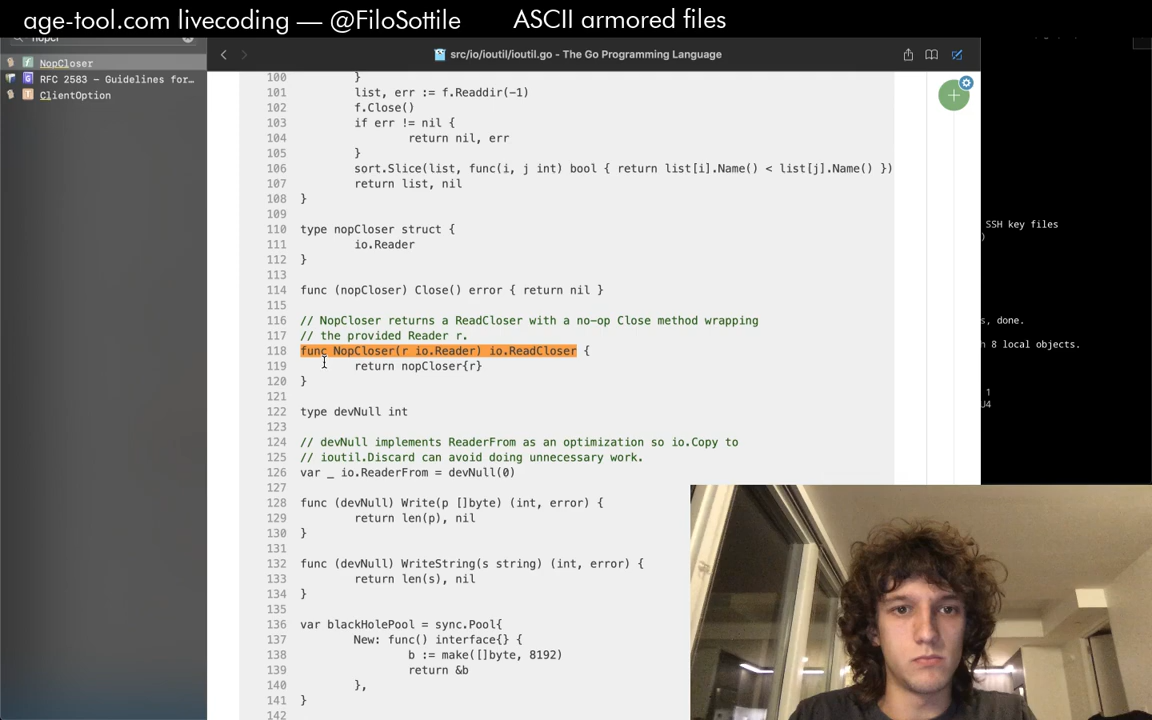 age-tool.com livecoding — @FiloSottile
ASCII armored files
NopCloser
RFC 2583 – Guidelines for…
ClientOption
src/io/ioutil/ioutil.go - The Go Programming Language
100 }
101 list, err := f.Readdir(-1)
102 f.Close()
103 if err != nil {
104 return nil, err
105 }
106 sort.Slice(list, func(i, j int) bool { return list[i].Name() < list[j].Name() })
107 return list, nil
108 }
109
110 type nopCloser struct {
111 io.Reader
112 }
113
114 func (nopCloser) Close() error { return nil }
115
116 // NopCloser returns a ReadCloser with a no-op Close method wrapping
117 // the provided Reader r.
118 func NopCloser(r io.Reader) io.ReadCloser {
119 return nopCloser{r}
120 }
121
122 type devNull int
123
124 // devNull implements ReaderFrom as an optimization so io.Copy to
125 // ioutil.Discard can avoid doing unnecessary work.
126 var _ io.ReaderFrom = devNull(0)
127
128 func (devNull) Write(p []byte) (int, error) {
129 return len(p), nil
130 }
131
132 func (devNull) WriteString(s string) (int, error) {
133 return len(s), nil
134 }
135
136 var blackHolePool = sync.Pool{
137 New: func() interface{} {
138 b := make([]byte, 8192)
139 return &b
140 },
141 }
142
SSH key files
)
s, done.
h 8 local objects.
1
J4